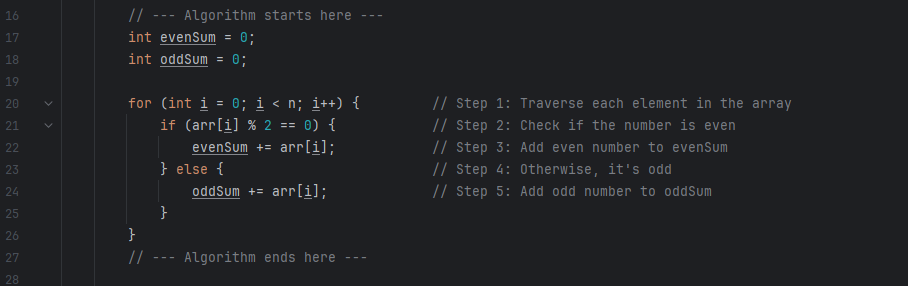 16 // --- Algorithm starts here ---
17 int evenSum = 0;
18 int oddSum = 0;
19
20 for (int i = 0; i < n; i++) { // Step 1: Traverse each element in the array
21 if (arr[i] % 2 == 0) { // Step 2: Check if the number is even
22 evenSum += arr[i]; // Step 3: Add even number to evenSum
23 } else { // Step 4: Otherwise, it's odd
24 oddSum += arr[i]; // Step 5: Add odd number to oddSum
25 }
26 }
27 // --- Algorithm ends here ---
28